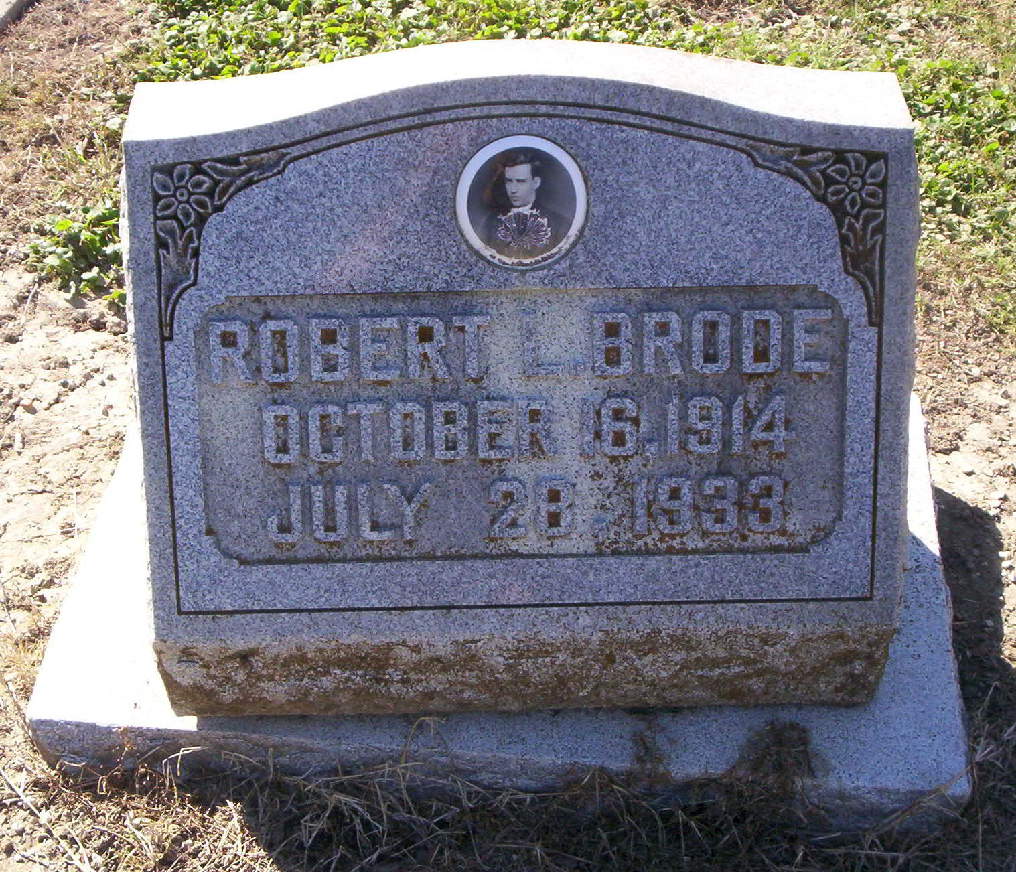 ROBERT L. BRODE
OCTOBER 16, 1914
JULY 28, 1933